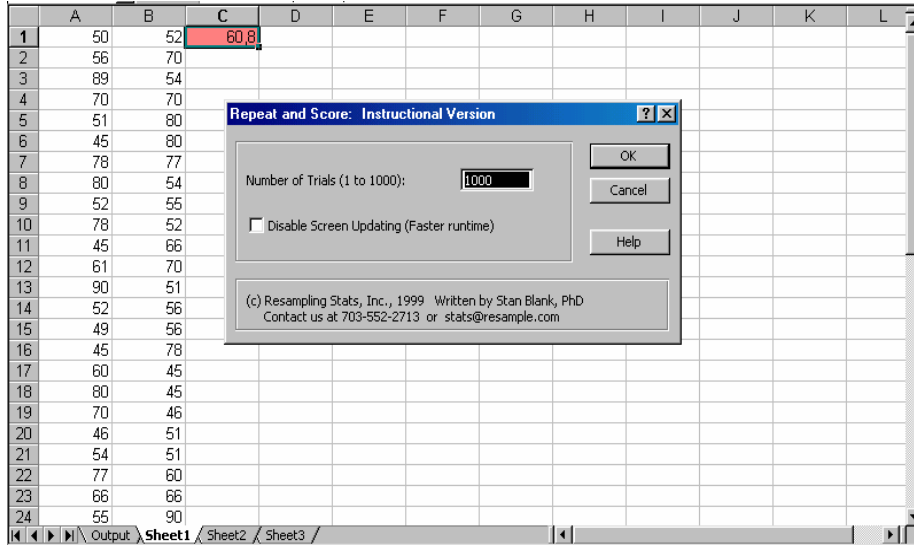 A B C D E F G H I J K L
1 50 52 60,8
2 56 70
3 89 54
4 70 70
5 51 80
6 45 80
7 78 77
8 80 54
9 52 55
10 78 52
11 45 66
12 61 70
13 90 51
14 52 56
15 49 56
16 45 78
17 60 45
18 80 45
19 70 46
20 46 51
21 54 51
22 77 60
23 66 66
24 55 90
Repeat and Score: Instructional Version
Number of Trials (1 to 1000): 1000
Disable Screen Updating (Faster runtime)
OK
Cancel
Help
(c) Resampling Stats, Inc., 1999 Written by Stan Blank, PhD
Contact us at 703-552-2713 or stats@resample.com
Output Sheet1 Sheet2 Sheet3